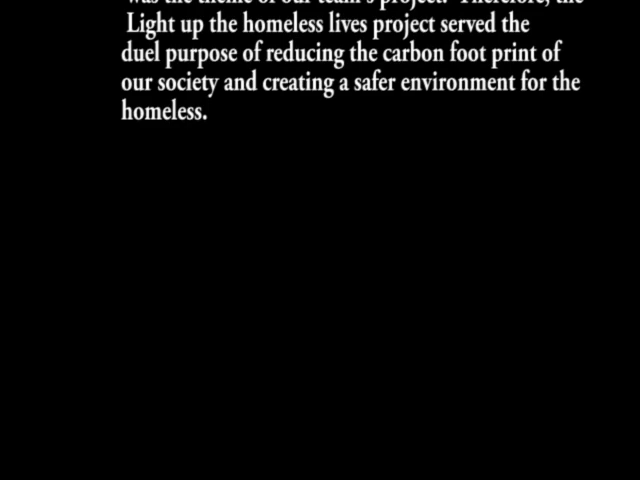 was the theme of our team's project. Therefore, the
Light up the homeless lives project served the
duel purpose of reducing the carbon foot print of
our society and creating a safer environment for the
homeless.